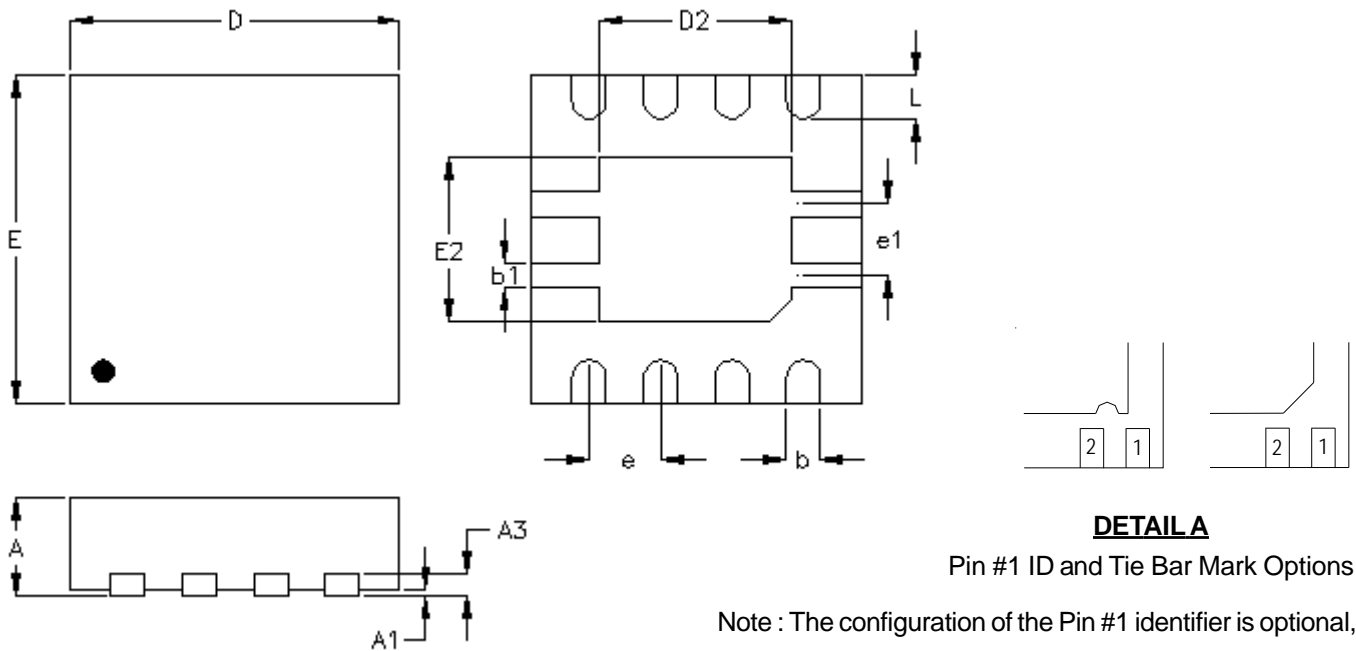 D
D2
L
E
E2
b1
e1
e
b
2 1
2 1
A
A3
A1
DETAIL A
Pin #1 ID and Tie Bar Mark Options
Note : The configuration of the Pin #1 identifier is optional,